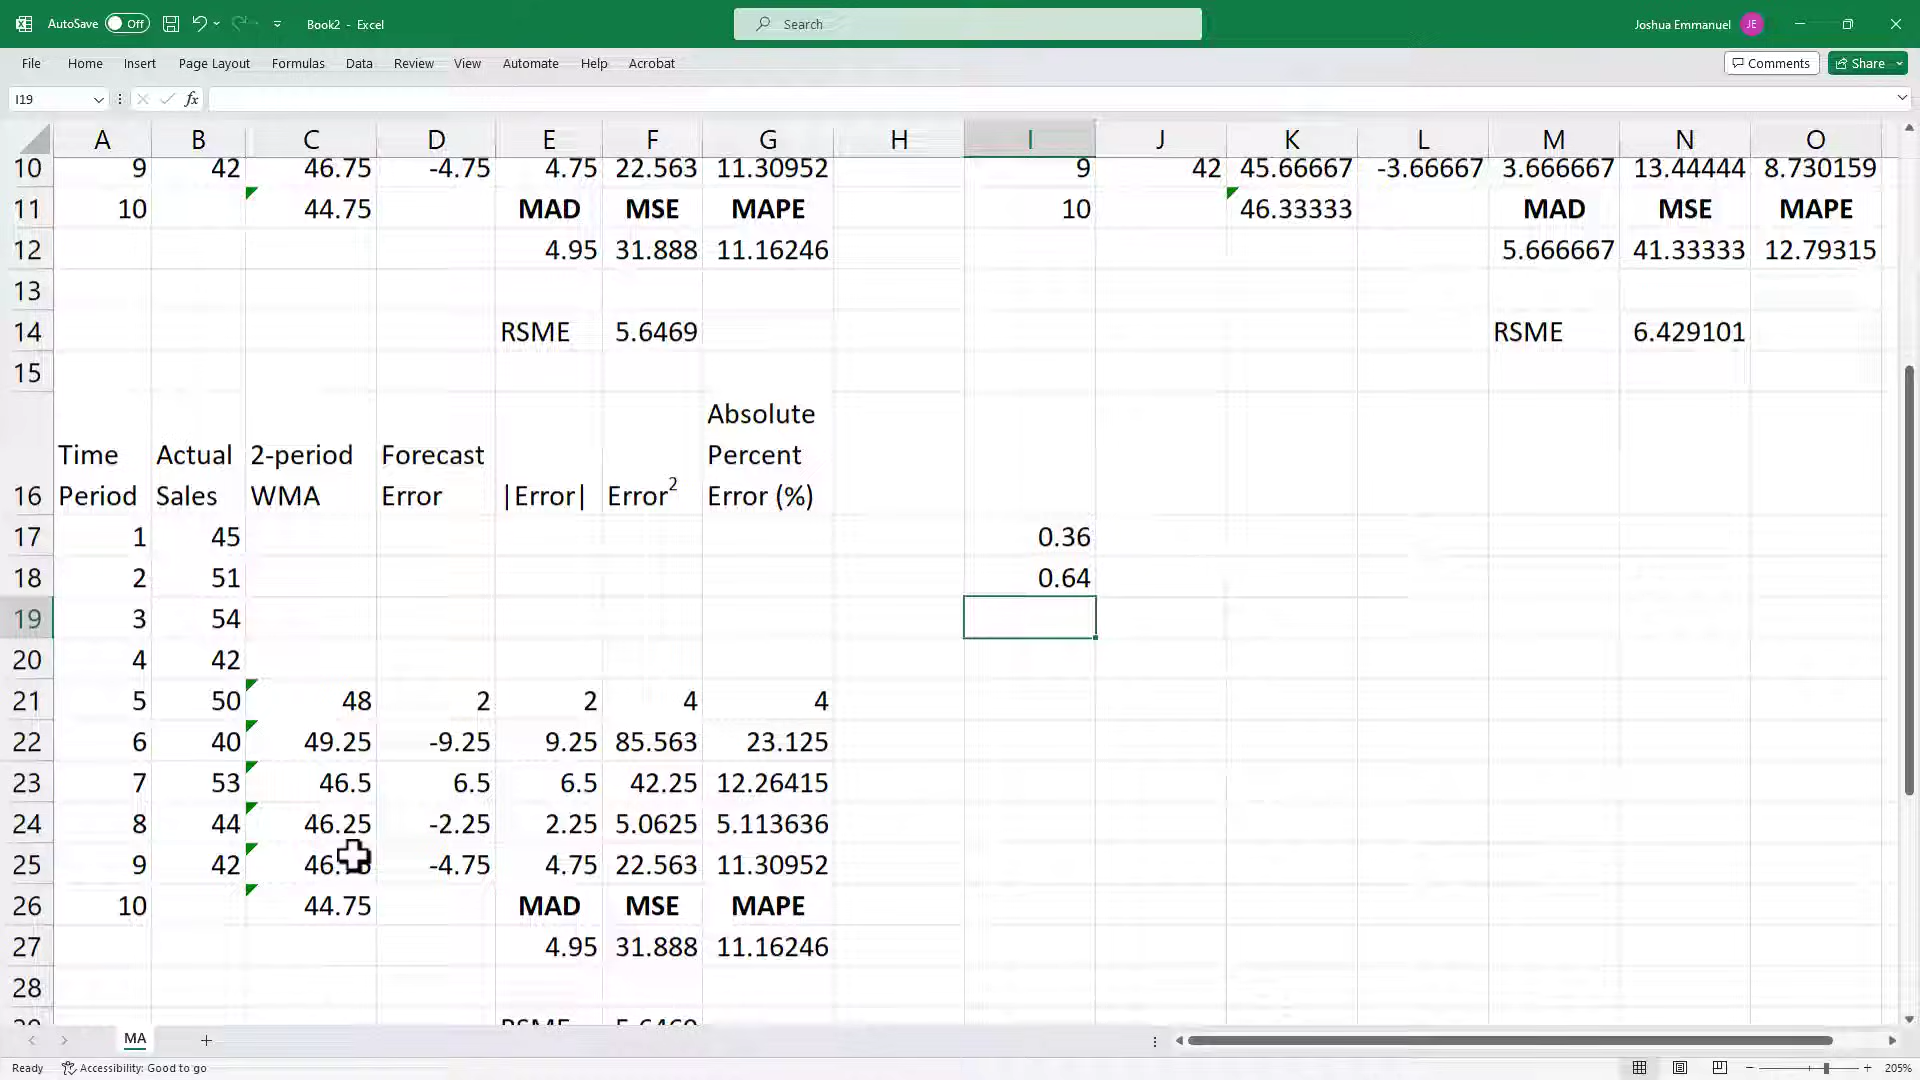 AutoSave Off Book2 - Excel Search Joshua Emmanuel JE
File Home Insert Page Layout Formulas Data Review View Automate Help Acrobat Comments Share
I19 fx
A B C D E F G H I J K L M N O
10 9 42 46.75 -4.75 4.75 22.563 11.30952 9 42 45.66667 -3.66667 3.666667 13.44444 8.730159
11 10 44.75 MAD MSE MAPE 10 46.33333 MAD MSE MAPE
12 4.95 31.888 11.16246 5.666667 41.33333 12.79315
13
14 RSME 5.6469 RSME 6.429101
15
Absolute
Time Actual 2-period Forecast Percent
16 Period Sales WMA Error |Error| Error² Error (%)
17 1 45 0.36
18 2 51 0.64
19 3 54
20 4 42
21 5 50 48 2 2 4 4
22 6 40 49.25 -9.25 9.25 85.563 23.125
23 7 53 46.5 6.5 6.5 42.25 12.26415
24 8 44 46.25 -2.25 2.25 5.0625 5.113636
25 9 42 -4.75 4.75 22.563 11.30952
26 10 44.75 MAD MSE MAPE
27 4.95 31.888 11.16246
28
MA
Ready Accessibility: Good to go 205%